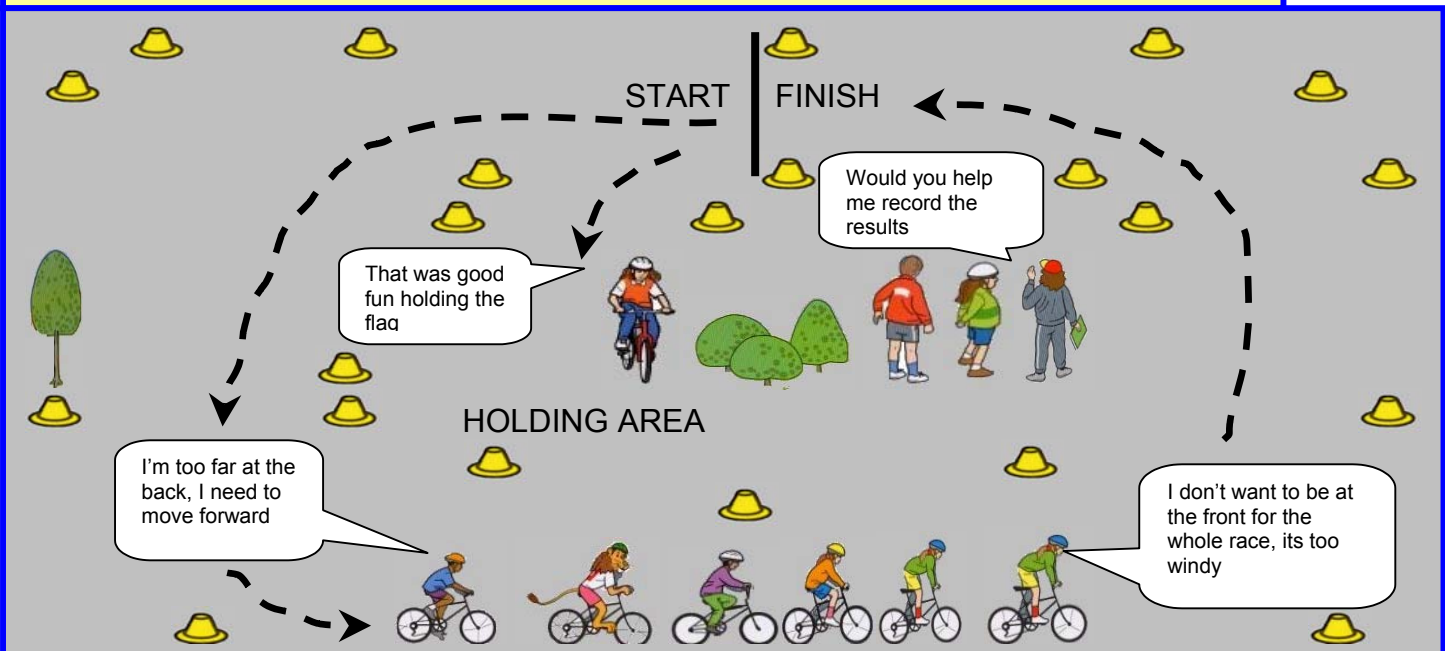 START FINISH
Would you help
me record the
results
That was good
fun holding the
flag
HOLDING AREA
I'm too far at the
back, I need to
move forward
I don't want to be at
the front for the
whole race, its too
windy